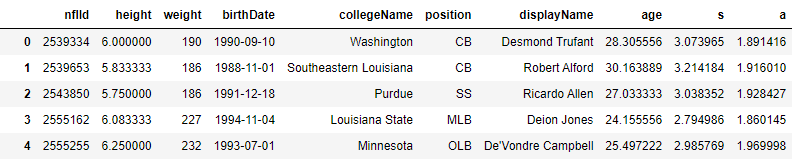 nflId height weight birthDate collegeName position displayName age s a
0 2539334 6.000000 190 1990-09-10 Washington CB Desmond Trufant 28.305556 3.073965 1.891416
1 2539653 5.833333 186 1988-11-01 Southeastern Louisiana CB Robert Alford 30.163889 3.214184 1.916010
2 2543850 5.750000 186 1991-12-18 Purdue SS Ricardo Allen 27.033333 3.038352 1.928427
3 2555162 6.083333 227 1994-11-04 Louisiana State MLB Deion Jones 24.155556 2.794986 1.860145
4 2555255 6.250000 232 1993-07-01 Minnesota OLB De'Vondre Campbell 25.497222 2.985769 1.969998